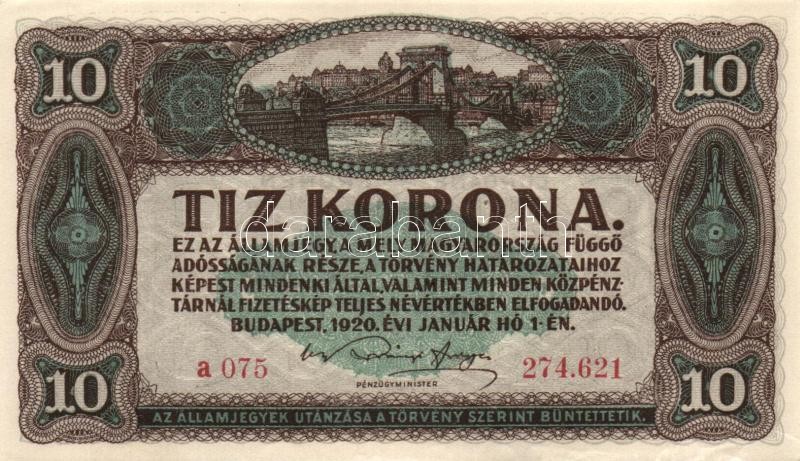 10 10
TIZ KORONA.
darabanth
EZ AZ ÁLLAMJEGY, A MELY MAGYARORSZÁG FÜGGŐ
ADÓSSÁGÁNAK RÉSZE, A TÖRVÉNY HATÁROZATAIHOZ
KÉPEST MINDENKI ÁLTAL, VALAMINT MINDEN KÖZPÉNZ-
TÁRNÁL FIZETÉSKÉP TELJES NÉVÉRTÉKBEN ELFOGADANDÓ.
BUDAPEST, 1920. ÉVI JANUÁR HÓ 1-ÉN.
a 075 274.621
PÉNZÜGYMINISTER
10 10
AZ ÁLLAMJEGYEK UTÁNZÁSA A TÖRVÉNY SZERINT BÜNTETTETIK.